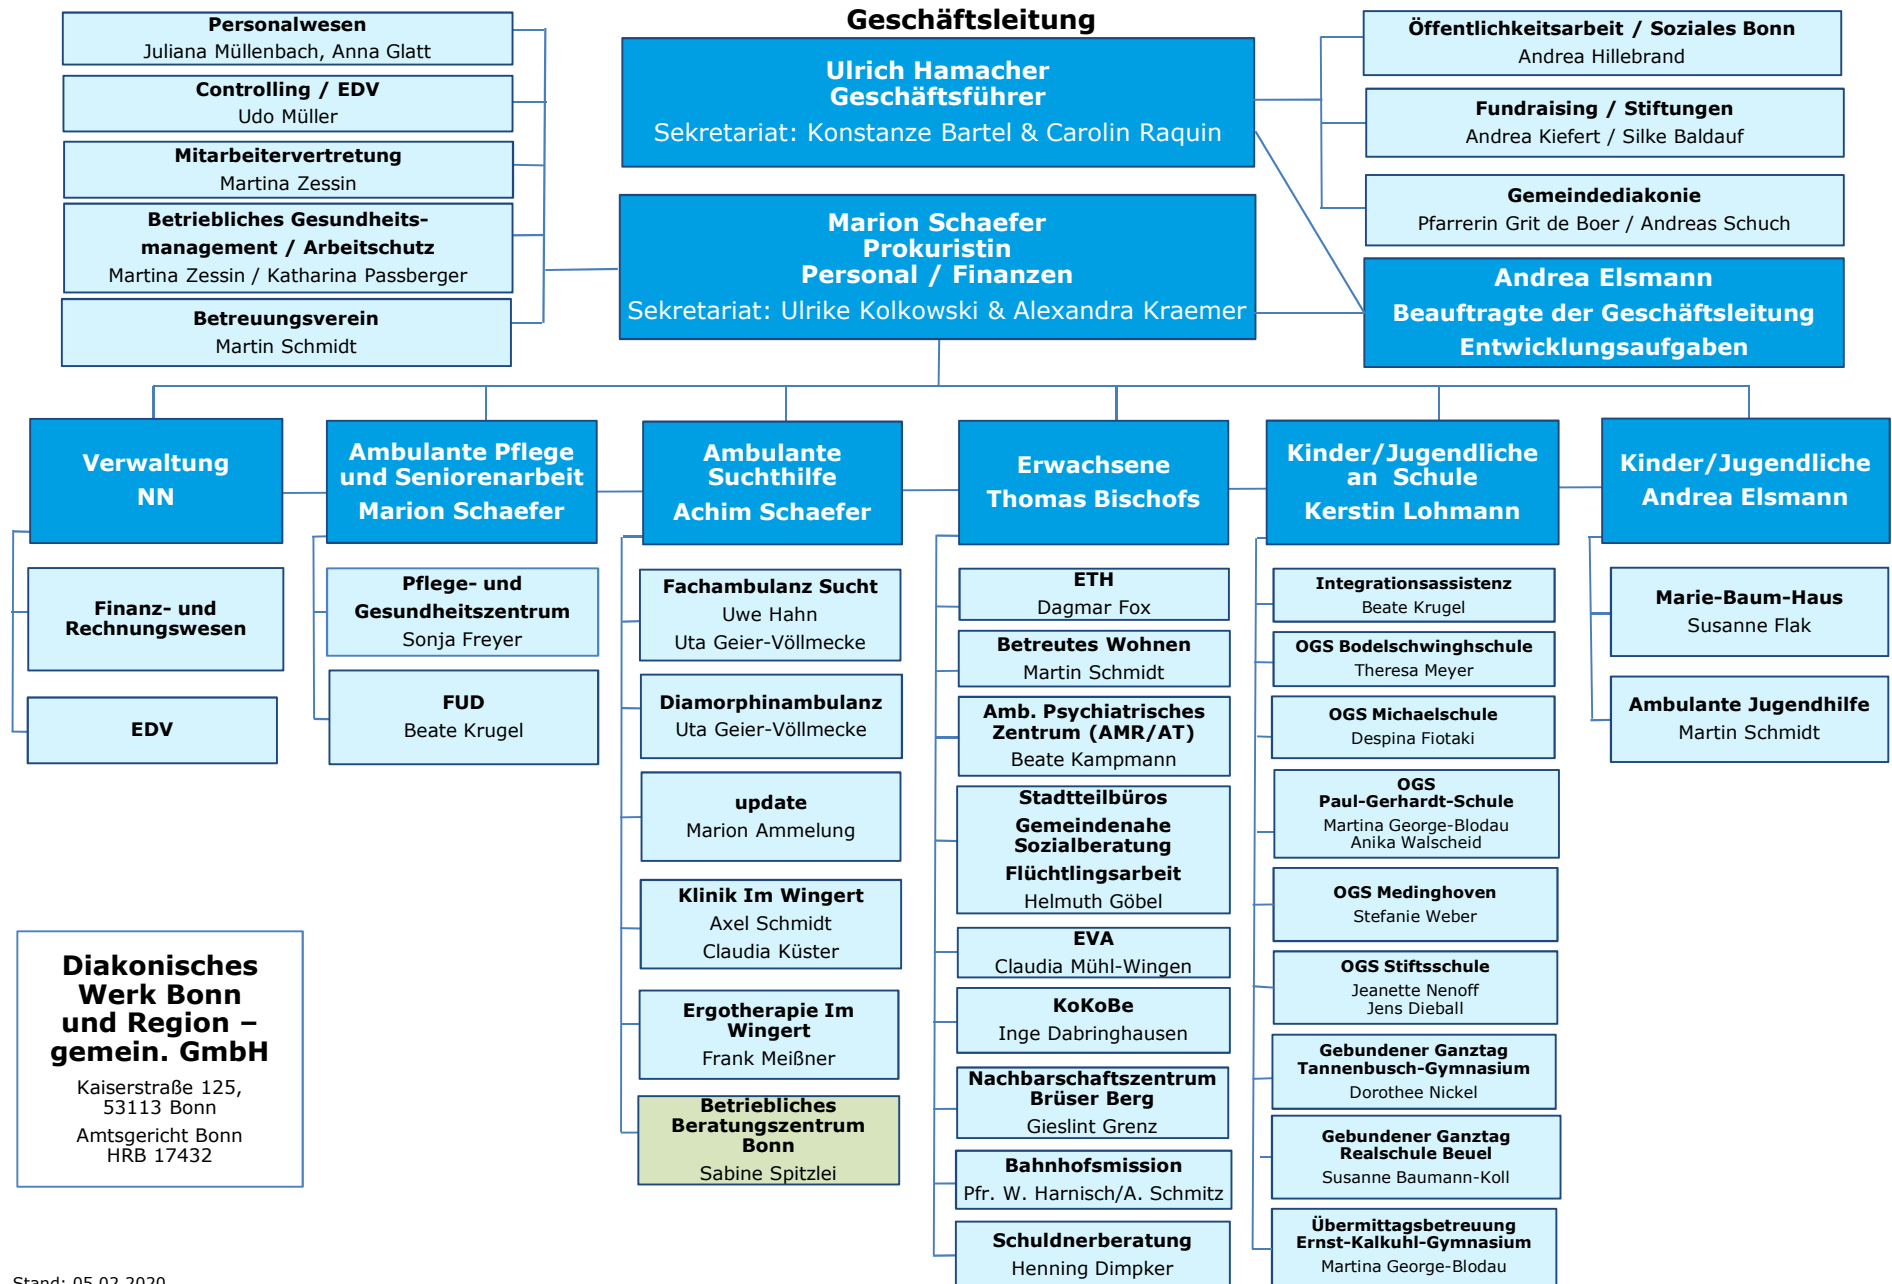 Geschäftsleitung
Personalwesen
Juliana Müllenbach, Anna Glatt
Controlling / EDV
Udo Müller
Mitarbeitervertretung
Martina Zessin
Betriebliches Gesundheits-
management / Arbeitschutz
Martina Zessin / Katharina Passberger
Betreuungsverein
Martin Schmidt
Ulrich Hamacher
Geschäftsführer
Sekretariat: Konstanze Bartel & Carolin Raquin
Marion Schaefer
Prokuristin
Personal / Finanzen
Sekretariat: Ulrike Kolkowski & Alexandra Kraemer
Öffentlichkeitsarbeit / Soziales Bonn
Andrea Hillebrand
Fundraising / Stiftungen
Andrea Kiefert / Silke Baldauf
Gemeindediakonie
Pfarrerin Grit de Boer / Andreas Schuch
Andrea Elsmann
Beauftragte der Geschäftsleitung
Entwicklungsaufgaben
Verwaltung
NN
Finanz- und
Rechnungswesen
EDV
Ambulante Pflege
und Seniorenarbeit
Marion Schaefer
Pflege- und
Gesundheitszentrum
Sonja Freyer
FUD
Beate Krugel
Ambulante
Suchthilfe
Achim Schaefer
Fachambulanz Sucht
Uwe Hahn
Uta Geier-Völlmecke
Diamorphinambulanz
Uta Geier-Völlmecke
update
Marion Ammelung
Klinik Im Wingert
Axel Schmidt
Claudia Küster
Ergotherapie Im
Wingert
Frank Meißner
Betriebliches
Beratungszentrum
Bonn
Sabine Spitzlei
Erwachsene
Thomas Bischofs
ETH
Dagmar Fox
Betreutes Wohnen
Martin Schmidt
Amb. Psychiatrisches
Zentrum (AMR/AT)
Beate Kampmann
Stadtteilbüros
Gemeindenahe
Sozialberatung
Flüchtlingsarbeit
Helmuth Göbel
EVA
Claudia Mühl-Wingen
KoKoBe
Inge Dabringhausen
Nachbarschaftszentrum
Brüser Berg
Gieslint Grenz
Bahnhofsmission
Pfr. W. Harnisch/A. Schmitz
Schuldnerberatung
Henning Dimpker
Kinder/Jugendliche
an Schule
Kerstin Lohmann
Integrationsassistenz
Beate Krugel
OGS Bodelschwinghschule
Theresa Meyer
OGS Michaelschule
Despina Fiotaki
OGS
Paul-Gerhardt-Schule
Martina George-Blodau
Anika Walscheid
OGS Medinghoven
Stefanie Weber
OGS Stiftsschule
Jeanette Nenoff
Jens Dieball
Gebundener Ganztag
Tannenbusch-Gymnasium
Dorothee Nickel
Gebundener Ganztag
Realschule Beuel
Susanne Baumann-Koll
Übermittagsbetreuung
Ernst-Kalkuhl-Gymnasium
Martina George-Blodau
Kinder/Jugendliche
Andrea Elsmann
Marie-Baum-Haus
Susanne Flak
Ambulante Jugendhilfe
Martin Schmidt
Diakonisches
Werk Bonn
und Region –
gemein. GmbH
Kaiserstraße 125,
53113 Bonn
Amtsgericht Bonn
HRB 17432
Stand: 05.02.2020